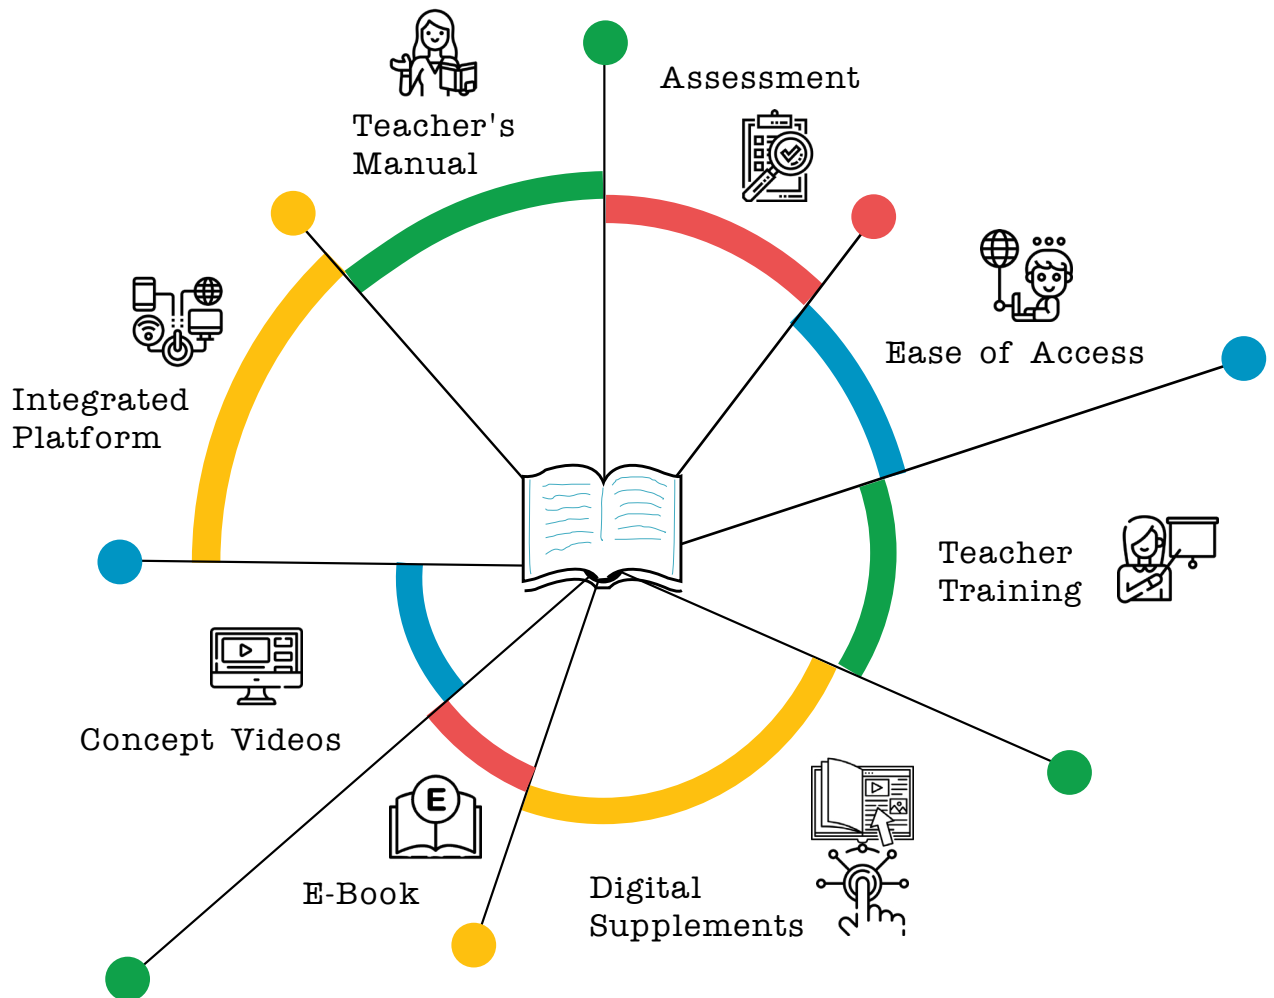 Teacher's
Manual
Assessment
Ease of Access
Integrated
Platform
Teacher
Training
Concept Videos
E
E-Book
Digital
Supplements